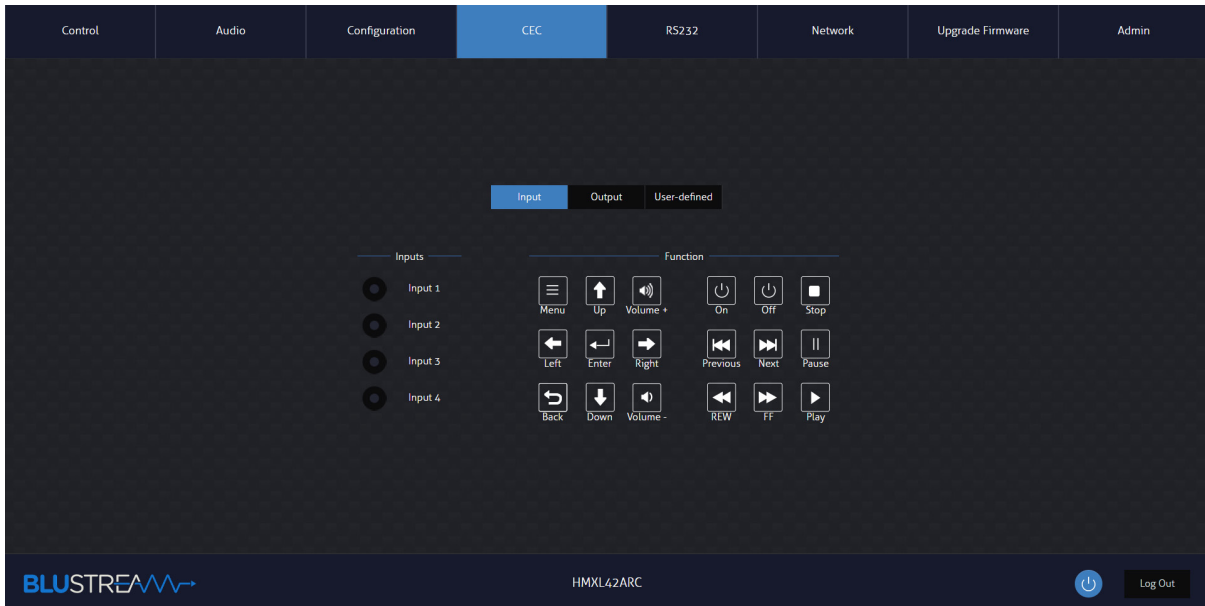 Control Audio Configuration CEC RS232 Network Upgrade Firmware Admin
Input Output User-defined
Inputs Function
Input 1
Input 2
Input 3
Input 4
Menu Up Volume + On Off Stop
Left Enter Right Previous Next Pause
Back Down Volume - REW FF Play
BLUSTREAM HMXL42ARC Log Out